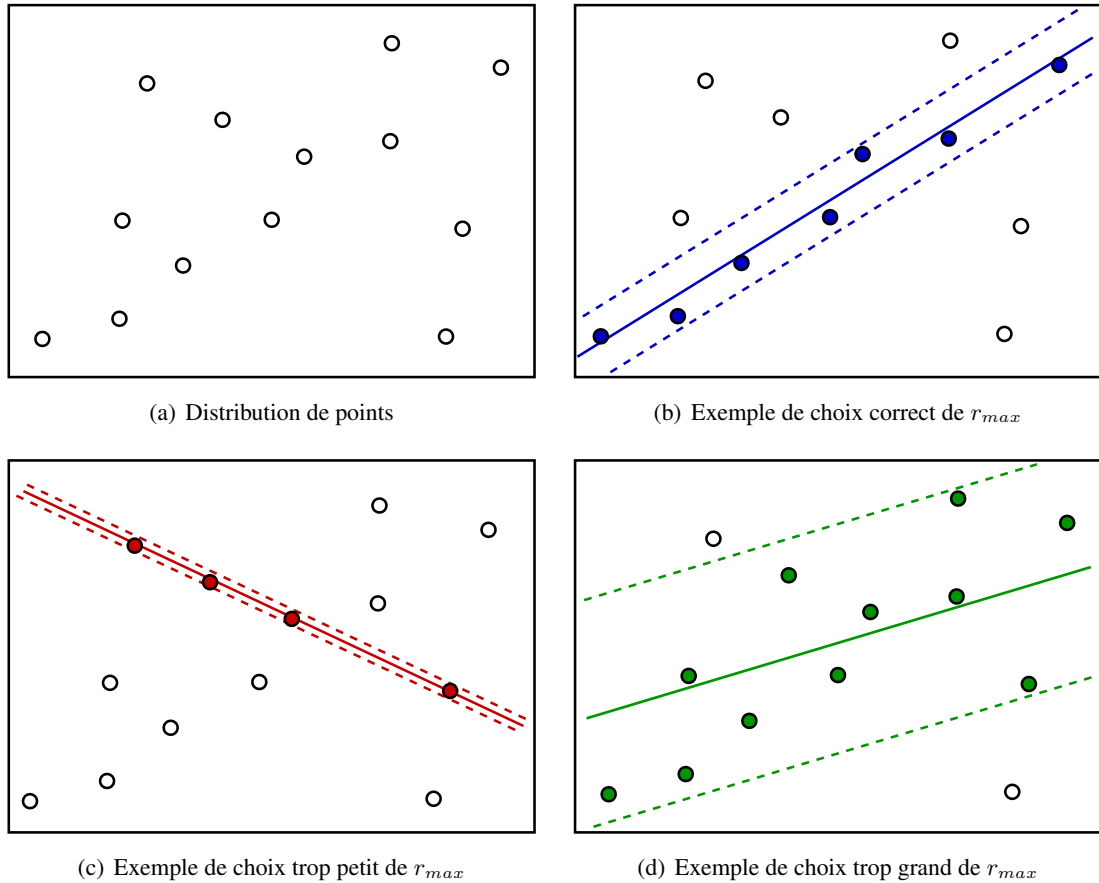 (a) Distribution de points
(b) Exemple de choix correct de r_max
(c) Exemple de choix trop petit de r_max
(d) Exemple de choix trop grand de r_max